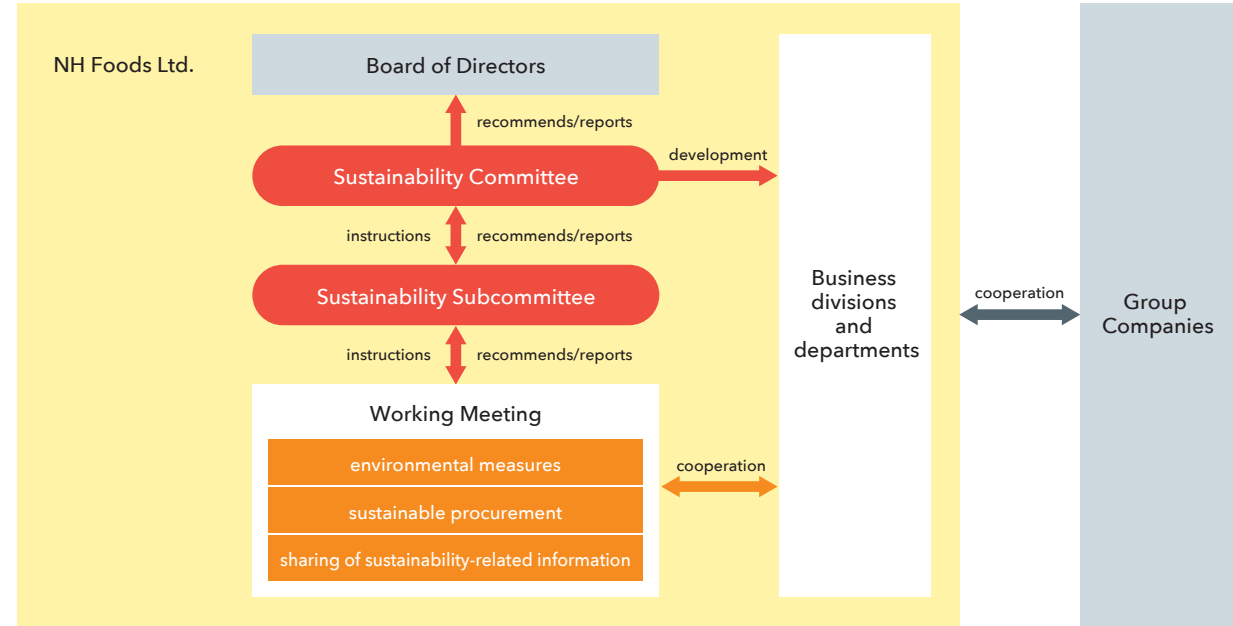 NH Foods Ltd.
Board of Directors
recommends/reports
Sustainability Committee
development
instructions
recommends/reports
Sustainability Subcommittee
instructions
recommends/reports
Working Meeting
environmental measures
sustainable procurement
sharing of sustainability-related information
cooperation
Business
divisions
and
departments
cooperation
Group
Companies